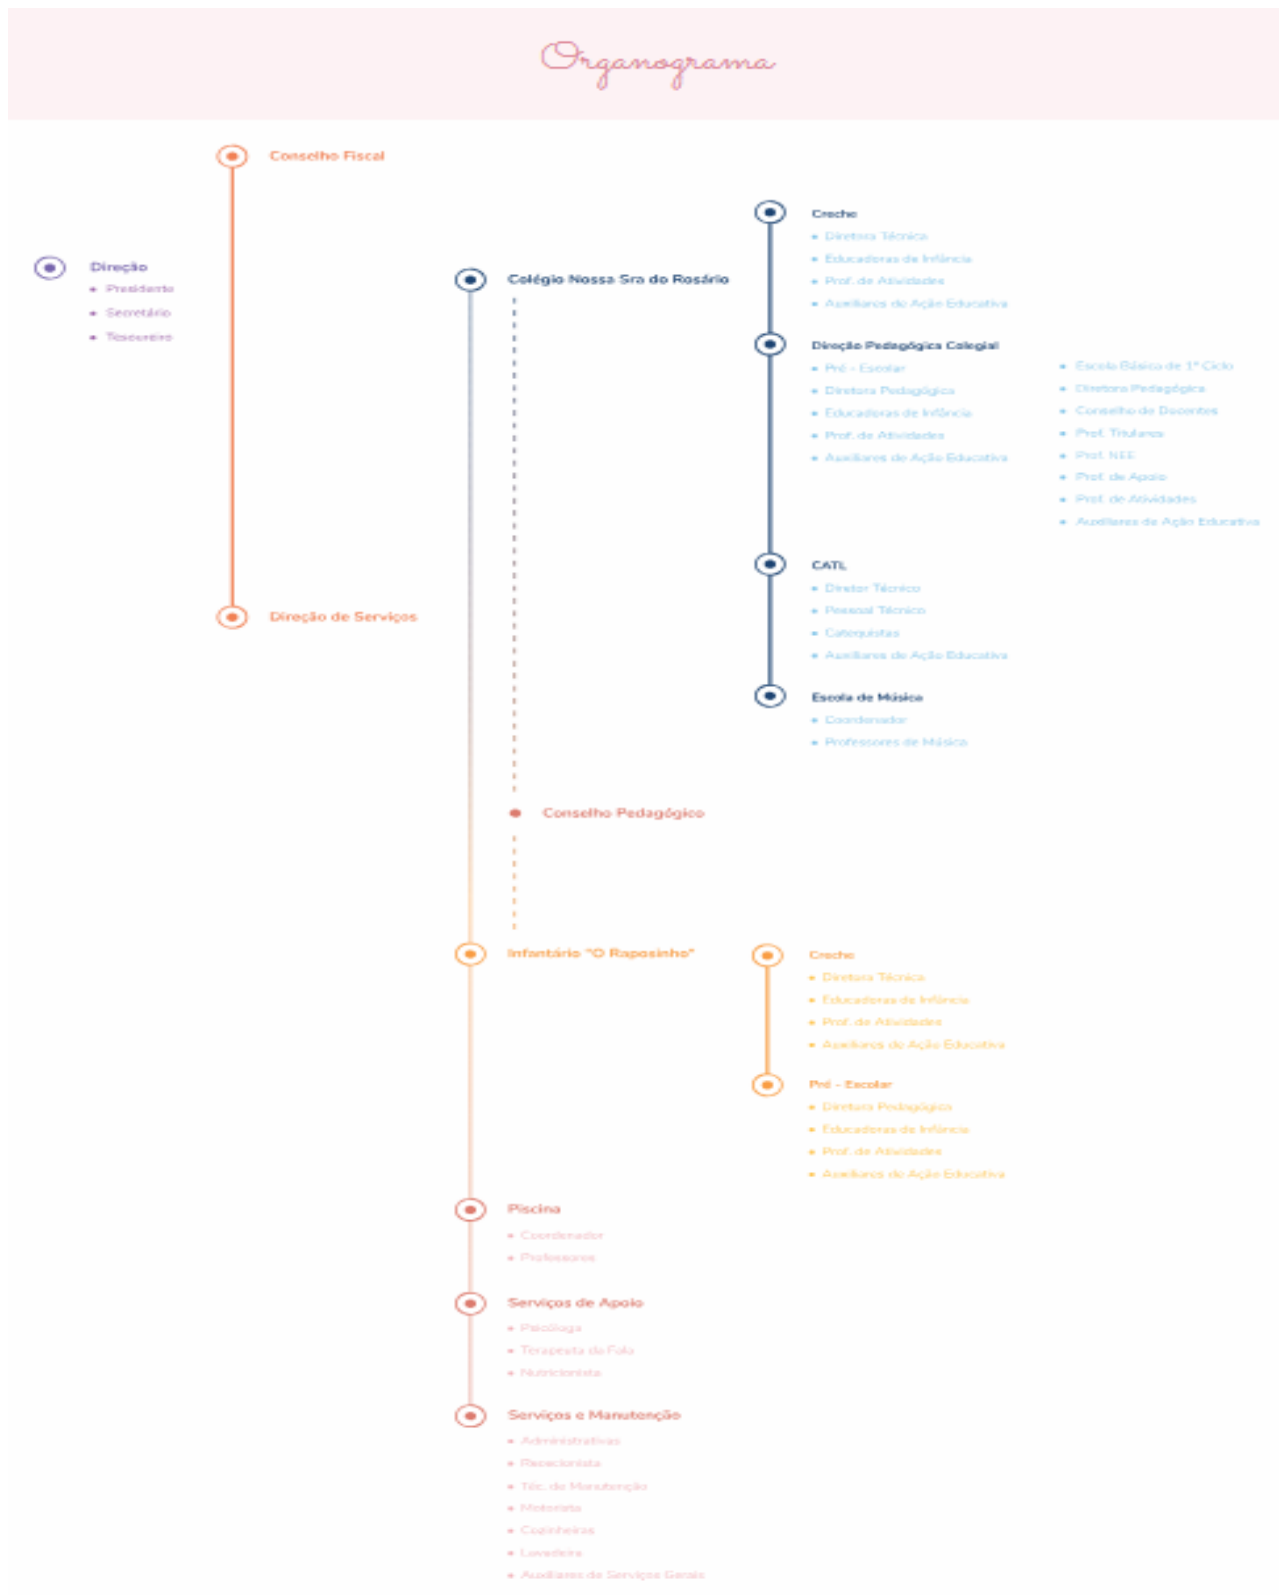 Organograma
Conselho Fiscal
Direção
• Presidente
• Secretário
• Tesoureiro
Direção de Serviços
Colégio Nossa Sra do Rosário
Creche
• Diretora Técnica
• Educadoras de Infância
• Prof. de Atividades
• Auxiliares de Ação Educativa
Direção Pedagógica Colegial
• Pré - Escolar
• Diretora Pedagógica
• Educadoras de Infância
• Prof. de Atividades
• Auxiliares de Ação Educativa
• Escola Básica de 1º Ciclo
• Diretora Pedagógica
• Conselho de Docentes
• Prof. Titulares
• Prof. NEE
• Prof. de Apoio
• Prof. de Atividades
• Auxiliares de Ação Educativa
CATL
• Diretor Técnico
• Pessoal Técnico
• Catequistas
• Auxiliares de Ação Educativa
Escola de Música
• Coordenador
• Professores de Música
Conselho Pedagógico
Infantário "O Raposinho"
Creche
• Diretora Técnica
• Educadoras de Infância
• Prof. de Atividades
• Auxiliares de Ação Educativa
Pré - Escolar
• Diretora Pedagógica
• Educadoras de Infância
• Prof. de Atividades
• Auxiliares de Ação Educativa
Piscina
• Coordenador
• Professores
Serviços de Apoio
• Psicóloga
• Terapeuta da Fala
• Nutricionista
Serviços e Manutenção
• Administrativas
• Rececionista
• Téc. de Manutenção
• Motorista
• Cozinheiras
• Lavadeira
• Auxiliares de Serviços Gerais